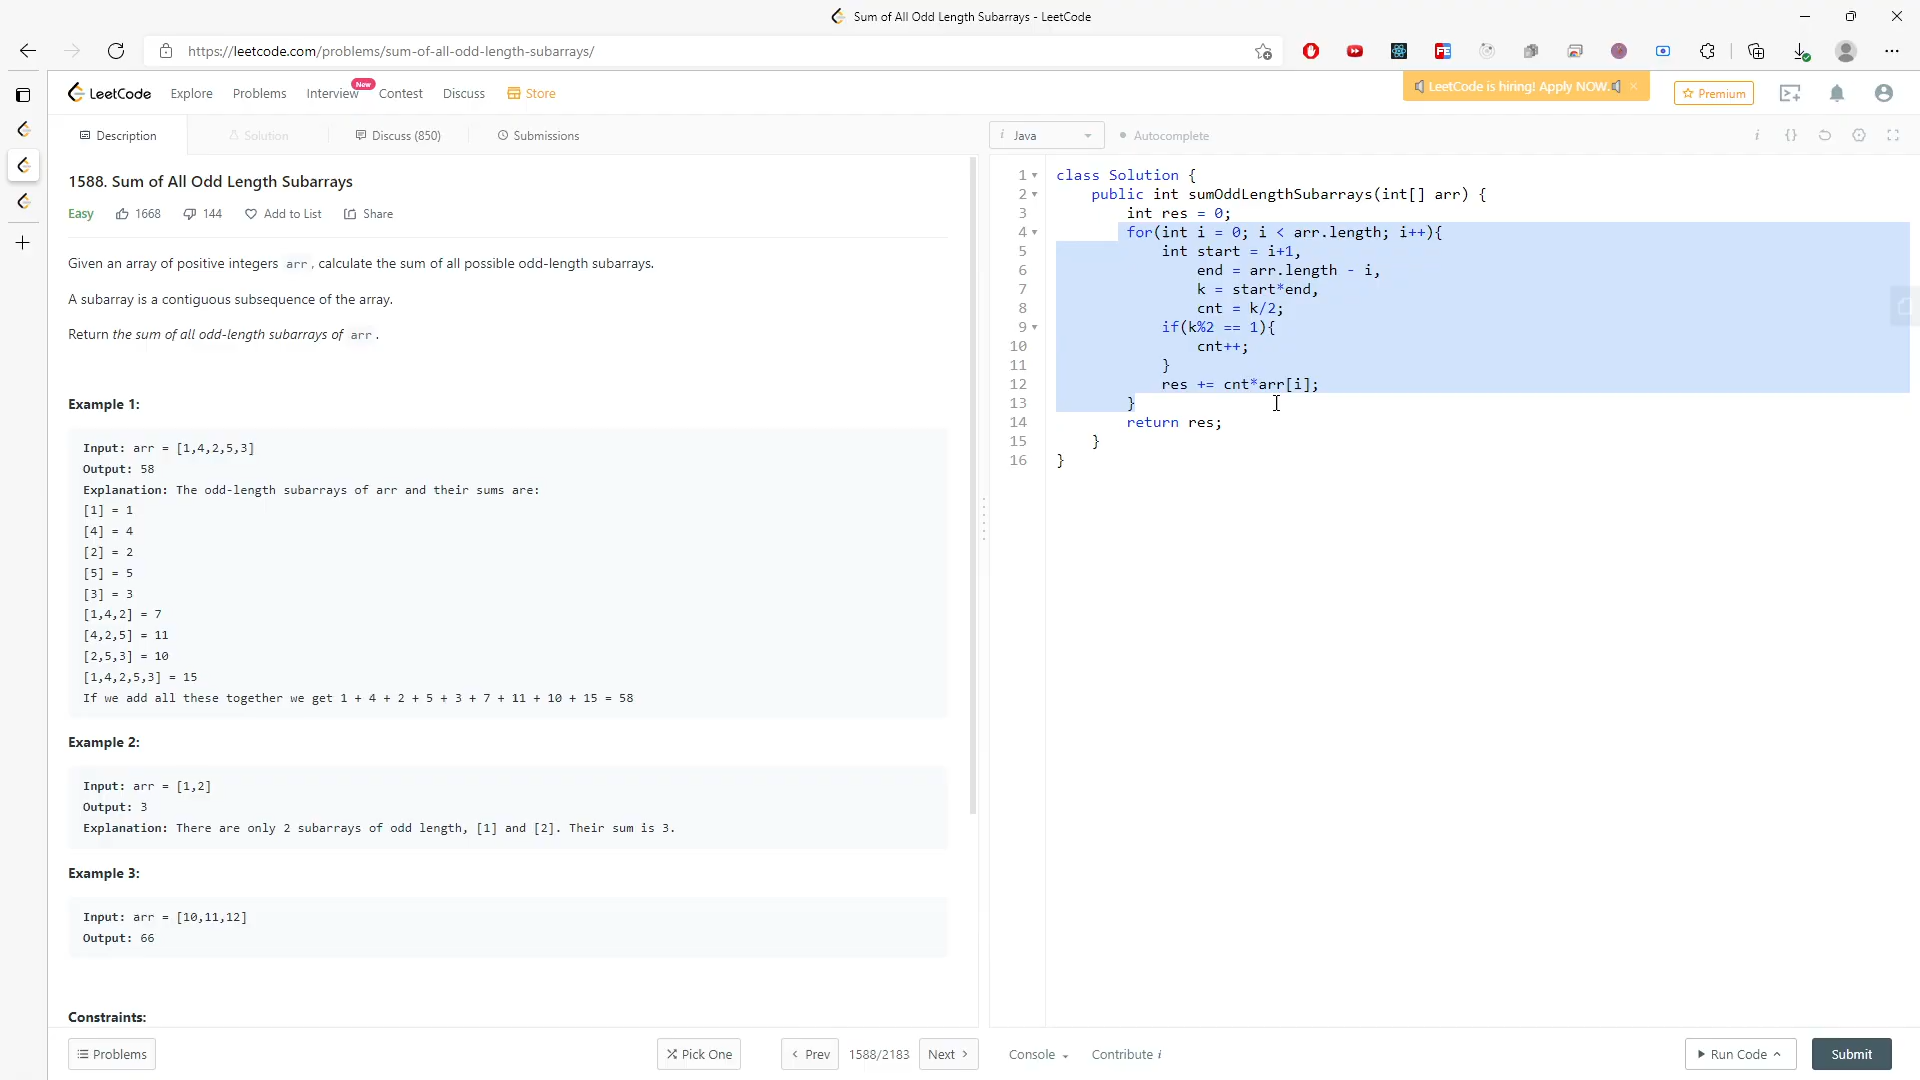 Sum of All Odd Length Subarrays - LeetCode
https://leetcode.com/problems/sum-of-all-odd-length-subarrays/
LeetCode Explore Problems Interview New Contest Discuss Store LeetCode is hiring! Apply NOW. Premium
Description Solution Discuss (850) Submissions
1588. Sum of All Odd Length Subarrays
Easy 1668 144 Add to List Share
Given an array of positive integers arr, calculate the sum of all possible odd-length subarrays.
A subarray is a contiguous subsequence of the array.
Return the sum of all odd-length subarrays of arr.
Example 1:
Input: arr = [1,4,2,5,3]
Output: 58
Explanation: The odd-length subarrays of arr and their sums are:
[1] = 1
[4] = 4
[2] = 2
[5] = 5
[3] = 3
[1,4,2] = 7
[4,2,5] = 11
[2,5,3] = 10
[1,4,2,5,3] = 15
If we add all these together we get 1 + 4 + 2 + 5 + 3 + 7 + 11 + 10 + 15 = 58
Example 2:
Input: arr = [1,2]
Output: 3
Explanation: There are only 2 subarrays of odd length, [1] and [2]. Their sum is 3.
Example 3:
Input: arr = [10,11,12]
Output: 66
Constraints:
Problems Pick One Prev 1588/2183 Next
i Java Autocomplete i {}
1 class Solution {
2 public int sumOddLengthSubarrays(int[] arr) {
3 int res = 0;
4 for(int i = 0; i < arr.length; i++){
5 int start = i+1,
6 end = arr.length - i,
7 k = start*end,
8 cnt = k/2;
9 if(k%2 == 1){
10 cnt++;
11 }
12 res += cnt*arr[i];
13 }
14 return res;
15 }
16 }
Console Contribute i Run Code Submit